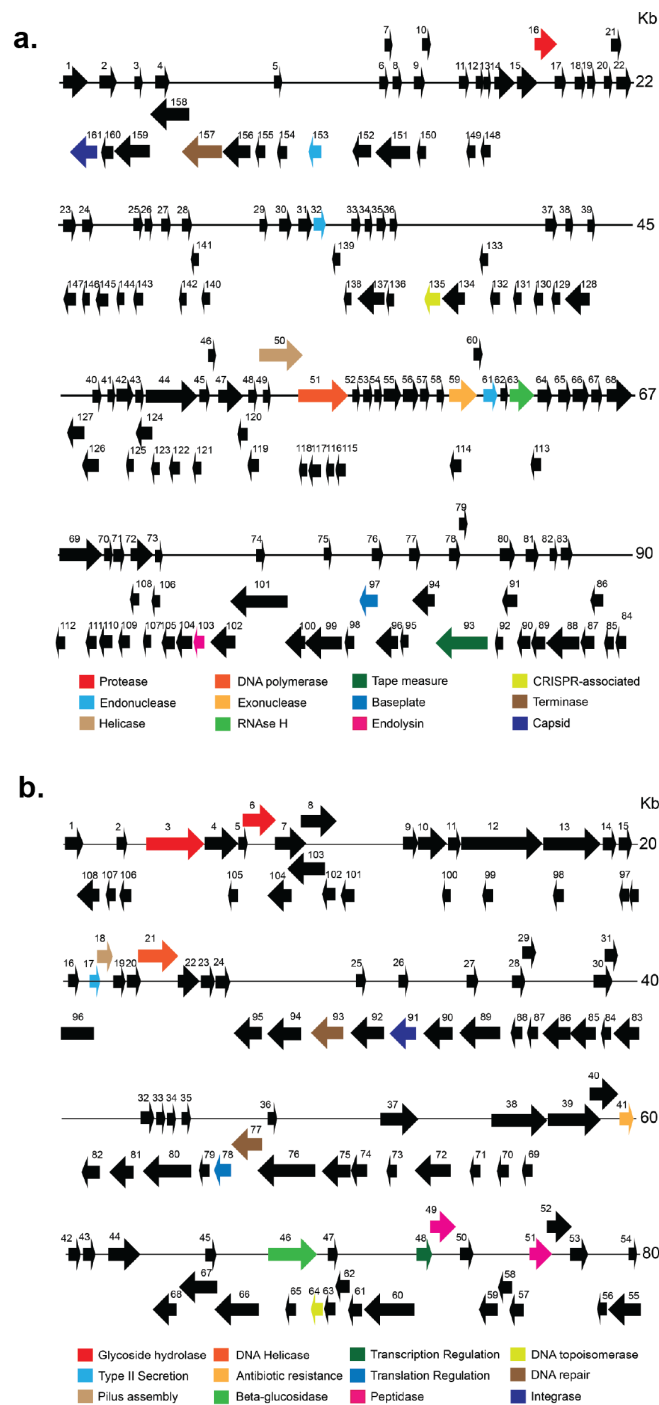 Kb
a.
7 10 16 21
1 2 3 4 5 6 8 9 11 12 13 14 15 17 18 19 20 22
22
158
161 160 159 157 156 155 154 153 152 151 150 149 148
23 24 25 26 27 28 29 30 31 32 33 34 35 36 37 38 39
45
141 139 133
147 146 145 144 143 142 140 138 137 136 135 134 132 131 130 129 128
46 50 60
40 41 42 43 44 45 47 48 49 51 52 53 54 55 56 57 58 59 61 62 63 64 65 66 67 68
67
127 124 120
126 125 123 122 121 119 118 117 116 115 114 113
79
69 70 71 72 73 74 75 76 77 78 80 81 82 83
90
108 106 101 97 94 91 86
112 111 110 109 107 105 104 103 102 100 99 98 96 95 93 92 90 89 88 87 85 84
Protease DNA polymerase Tape measure CRISPR-associated
Endonuclease Exonuclease Baseplate Terminase
Helicase RNAse H Endolysin Capsid
b.
Kb
6 8
1 2 3 4 5 7 9 10 11 12 13 14 15
20
103
108 107 106 105 104 102 101 100 99 98 97
18 21 29 31
16 17 19 20 22 23 24 25 26 27 28 30
40
96 95 94 93 92 91 90 89 88 87 86 85 84 83
40
32 33 34 35 36 37 38 39 41
60
77
82 81 80 79 78 76 75 74 73 72 71 70 69
49 52
42 43 44 45 46 47 48 50 51 53 54
80
67 62 58
68 66 65 64 63 61 60 59 57 56 55
Glycoside hydrolase DNA Helicase Transcription Regulation DNA topoisomerase
Type II Secretion Antibiotic resistance Translation Regulation DNA repair
Pilus assembly Beta-glucosidase Peptidase Integrase